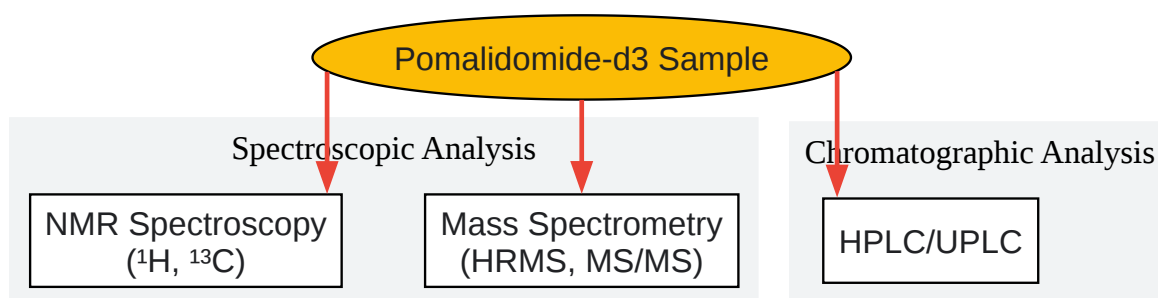 Pomalidomide-d3 Sample
Spectroscopic Analysis
Chromatographic Analysis
NMR Spectroscopy
(¹H, ¹³C)
Mass Spectrometry
(HRMS, MS/MS)
HPLC/UPLC